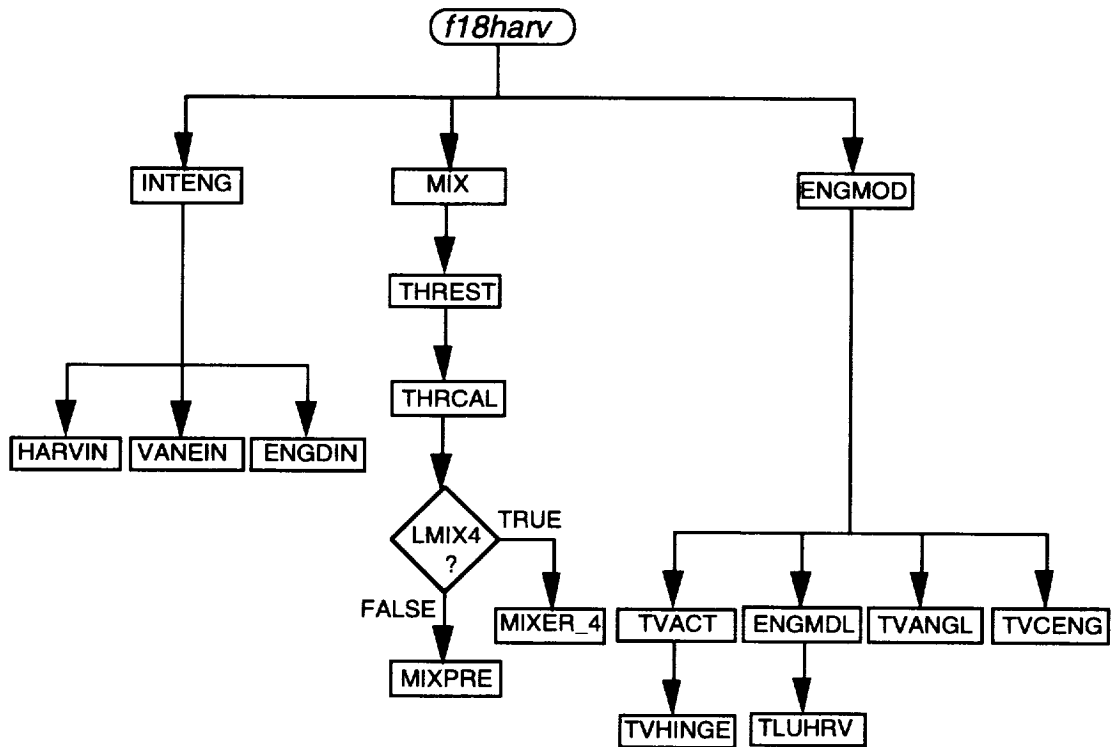 f18harv
INTENG
MIX
ENGMOD
THREST
THRCAL
HARVIN
VANEIN
ENGDIN
LMIX4
?
TRUE
FALSE
MIXER_4
TVACT
ENGMDL
TVANGL
TVCENG
MIXPRE
TVHINGE
TLUHRV